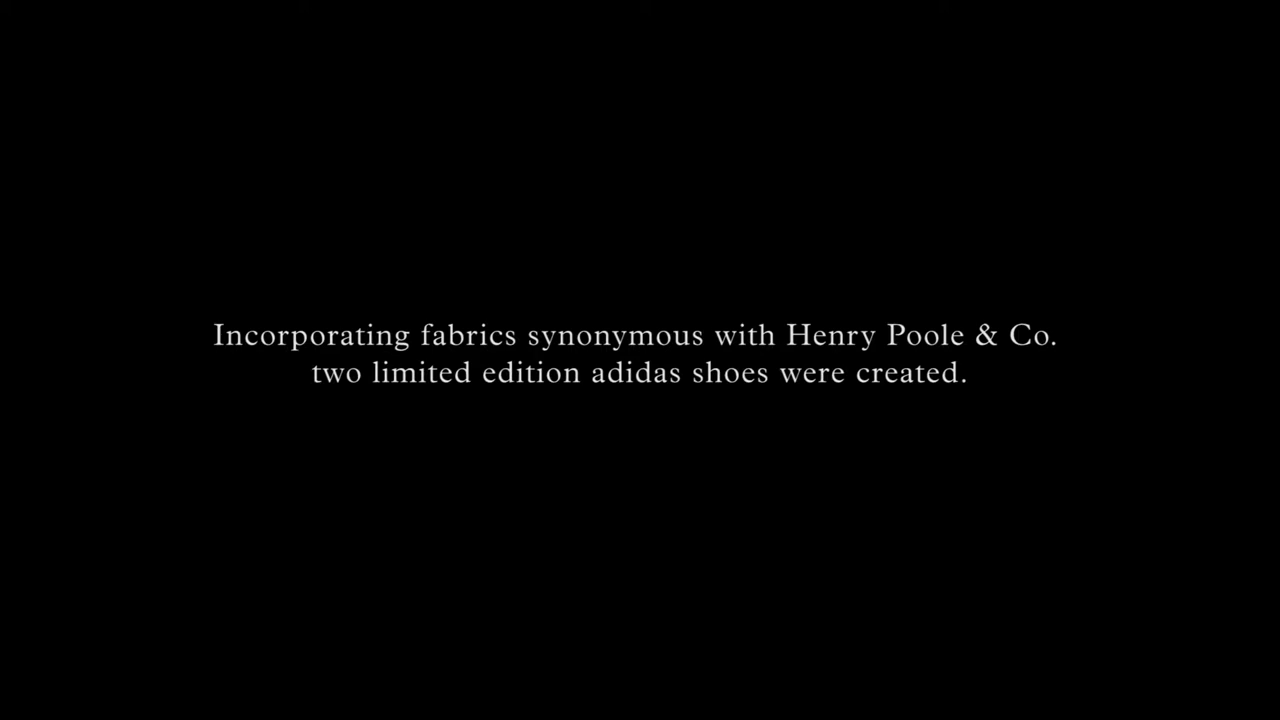 Incorporating fabrics synonymous with Henry Poole & Co.
two limited edition adidas shoes were created.